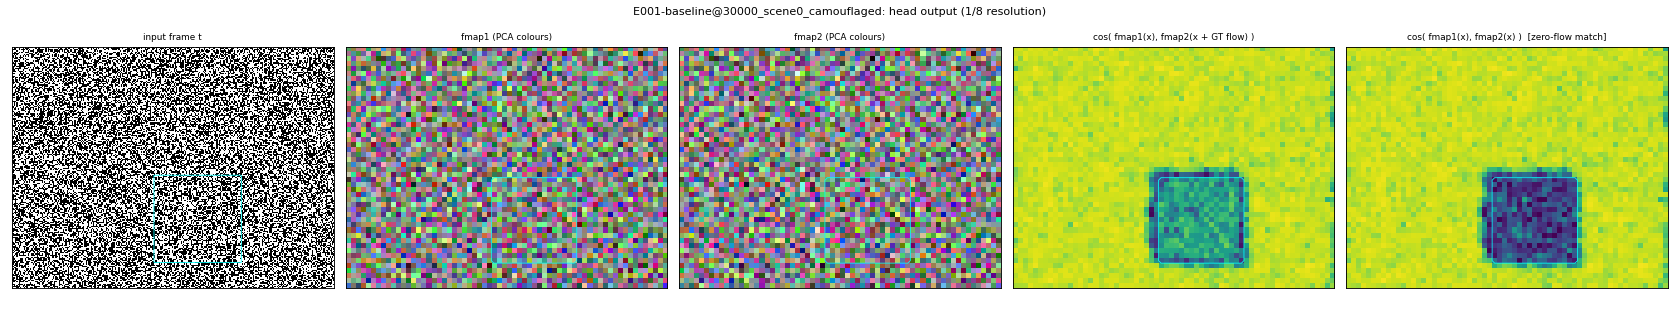 E001-baseline@30000_scene0_camouflaged: head output (1/8 resolution)
input frame t
fmap1 (PCA colours)
fmap2 (PCA colours)
cos( fmap1(x), fmap2(x + GT flow) )
cos( fmap1(x), fmap2(x) )  [zero-flow match]